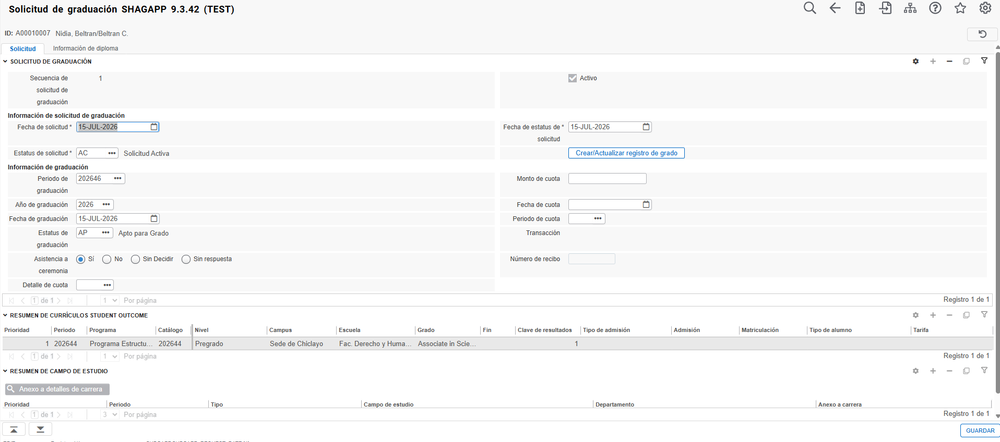 Solicitud de graduación SHAGAPP 9.3.42 (TEST)
ID: A00010007 Nidia, Beltran/Beltran C.
Solicitud Información de diploma
SOLICITUD DE GRADUACIÓN
Secuencia de solicitud de graduación 1
Activo
Información de solicitud de graduación
Fecha de solicitud * 15-JUL-2026
Fecha de estatus de solicitud * 15-JUL-2026
Estatus de solicitud * AC ••• Solicitud Activa
Crear/Actualizar registro de grado
Información de graduación
Periodo de graduación 202646 •••
Monto de cuota
Año de graduación 2026 •••
Fecha de cuota
Fecha de graduación 15-JUL-2026
Periodo de cuota •••
Estatus de graduación AP ••• Apto para Grado
Transacción
Asistencia a ceremonia Sí No Sin Decidir Sin respuesta
Número de recibo
Detalle de cuota •••
1 de 1 1 Por página Registro 1 de 1
RESUMEN DE CURRÍCULOS STUDENT OUTCOME
Prioridad Periodo Programa Catálogo Nivel Campus Escuela Grado Fin Clave de resultados Tipo de admisión Admisión Matriculación Tipo de alumno Tarifa
1 202644 Programa Estructu... 202644 Pregrado Sede de Chiclayo Fac. Derecho y Huma... Associate in Scie... 1
1 de 1 1 Por página Registro 1 de 1
RESUMEN DE CAMPO DE ESTUDIO
Anexo a detalles de carrera
Prioridad Periodo Tipo Campo de estudio Departamento Anexo a carrera
1 de 1 3 Por página Registro 1 de 1
GUARDAR